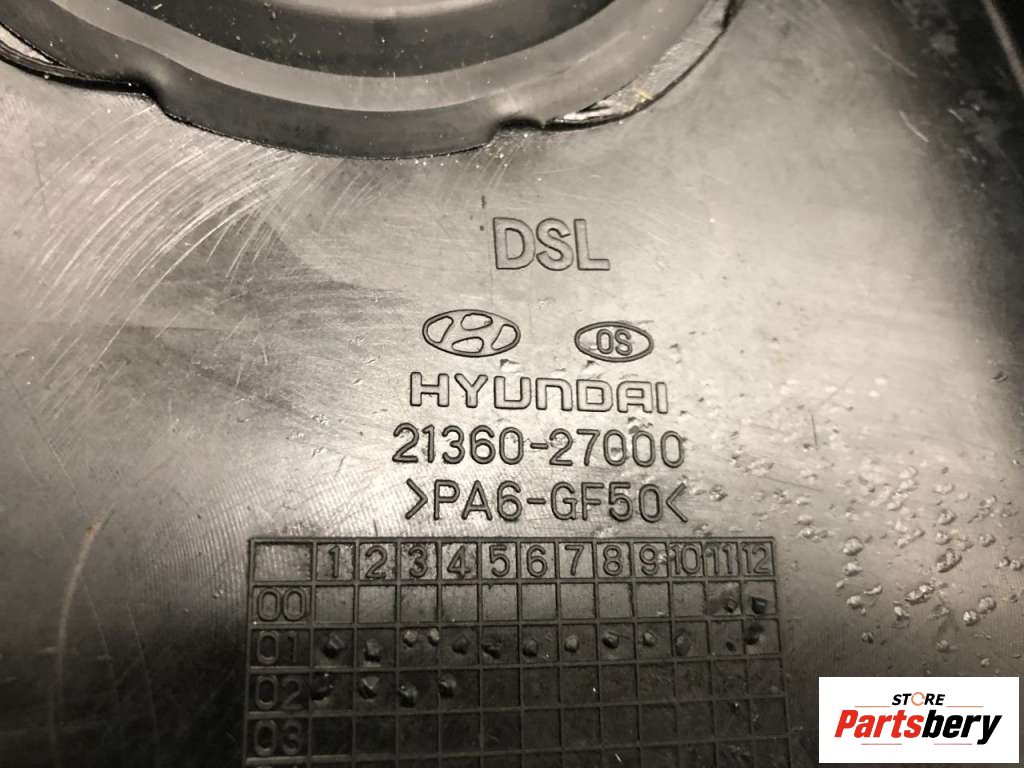 DSL
OS
HYUNDAI
21360-27000
>PA6-GF50<
1 2 3 4 5 6 7 8 9 10 11 12
00
01
02
03
STORE
Partsbery